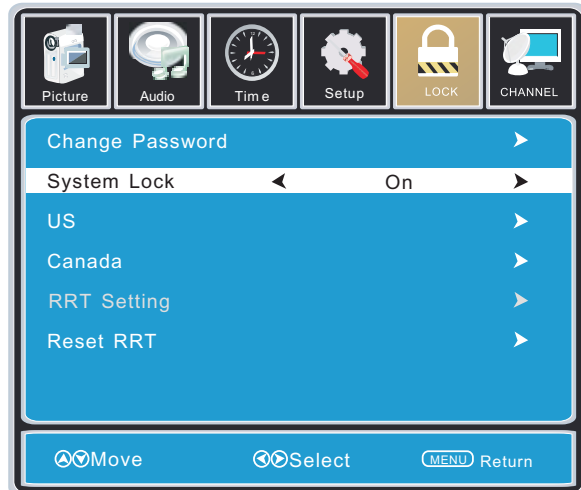 Picture Audio Time Setup LOCK CHANNEL
Change Password
System Lock On
US
Canada
RRT Setting
Reset RRT
Move Select MENU Return